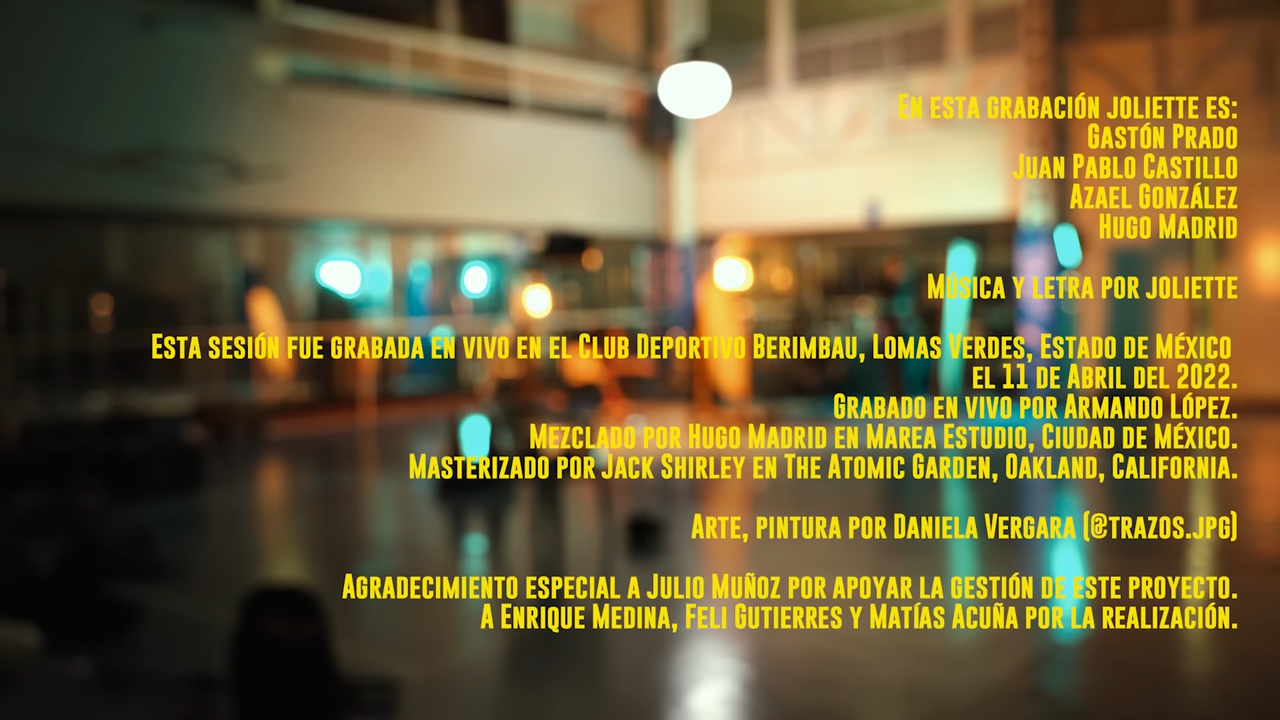 En esta grabación joliette es:
Gastón Prado
Juan Pablo Castillo
Azael González
Hugo Madrid
Música y letra por joliette
Esta sesión fue grabada en vivo en el Club Deportivo Berimbau, Lomas Verdes, Estado de México
el 11 de Abril del 2022.
Grabado en vivo por Armando López.
Mezclado por Hugo Madrid en Marea Estudio, Ciudad de México.
Masterizado por Jack Shirley en The Atomic Garden, Oakland, California.
Arte, pintura por Daniela Vergara (@trazos.jpg)
Agradecimiento especial a Julio Muñoz por apoyar la gestión de este proyecto.
A Enrique Medina, Feli Gutierres y Matías Acuña por la realización.